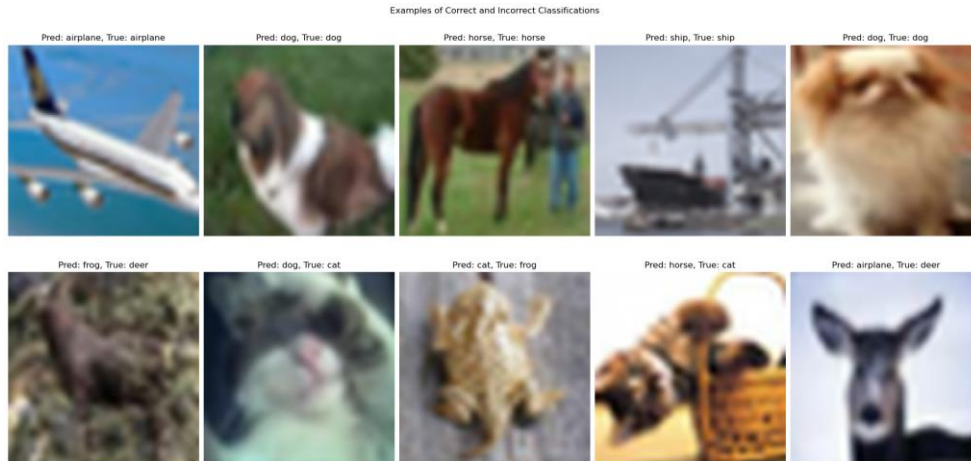 Examples of Correct and Incorrect Classifications
Pred: airplane, True: airplane
Pred: dog, True: dog
Pred: horse, True: horse
Pred: ship, True: ship
Pred: dog, True: dog
Pred: frog, True: deer
Pred: dog, True: cat
Pred: cat, True: frog
Pred: horse, True: cat
Pred: airplane, True: deer